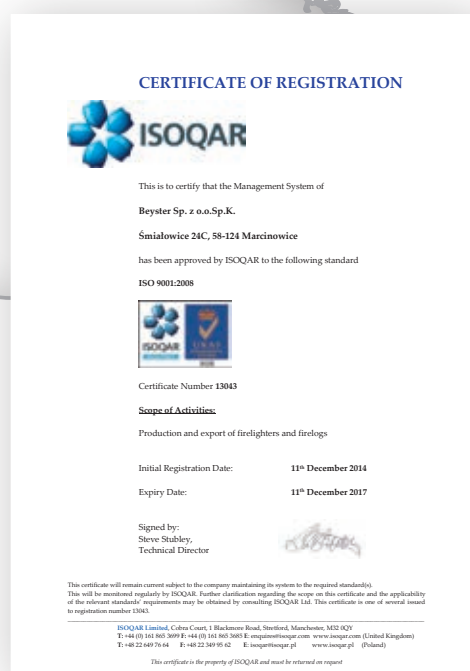 CERTIFICATE OF REGISTRATION
ISOQAR
This is to certify that the Management System of
Beyster Sp. z o.o.Sp.K.
Śmiałowice 24C, 58-124 Marcinowice
has been approved by ISOQAR to the following standard
ISO 9001:2008
ISOQAR
UKAS
Certificate Number 13043
Scope of Activities:
Production and export of firelighters and firelogs
Initial Registration Date: 11th December 2014
Expiry Date: 11th December 2017
Signed by:
Steve Stubley,
Technical Director
This certificate will remain current subject to the company maintaining its system to the required standard(s).
This will be monitored regularly by ISOQAR. Further clarification regarding the scope on this certificate and the applicability
of the relevant standards' requirements may be obtained by consulting ISOQAR Ltd. This certificate is one of several issued
to registration number 13043.
ISOQAR Limited, Cobra Court, 1 Blackmore Road, Stretford, Manchester, M32 0QY
T: +44 (0) 161 865 3699 F: +44 (0) 161 865 3685 E: enquires@isoqar.com www.isoqar.com (United Kingdom)
T: +48 22 649 76 64 F: +48 22 349 95 62 E: isoqar@isoqar.pl www.isoqar.pl (Poland)
This certificate is the property of ISOQAR and must be returned on request